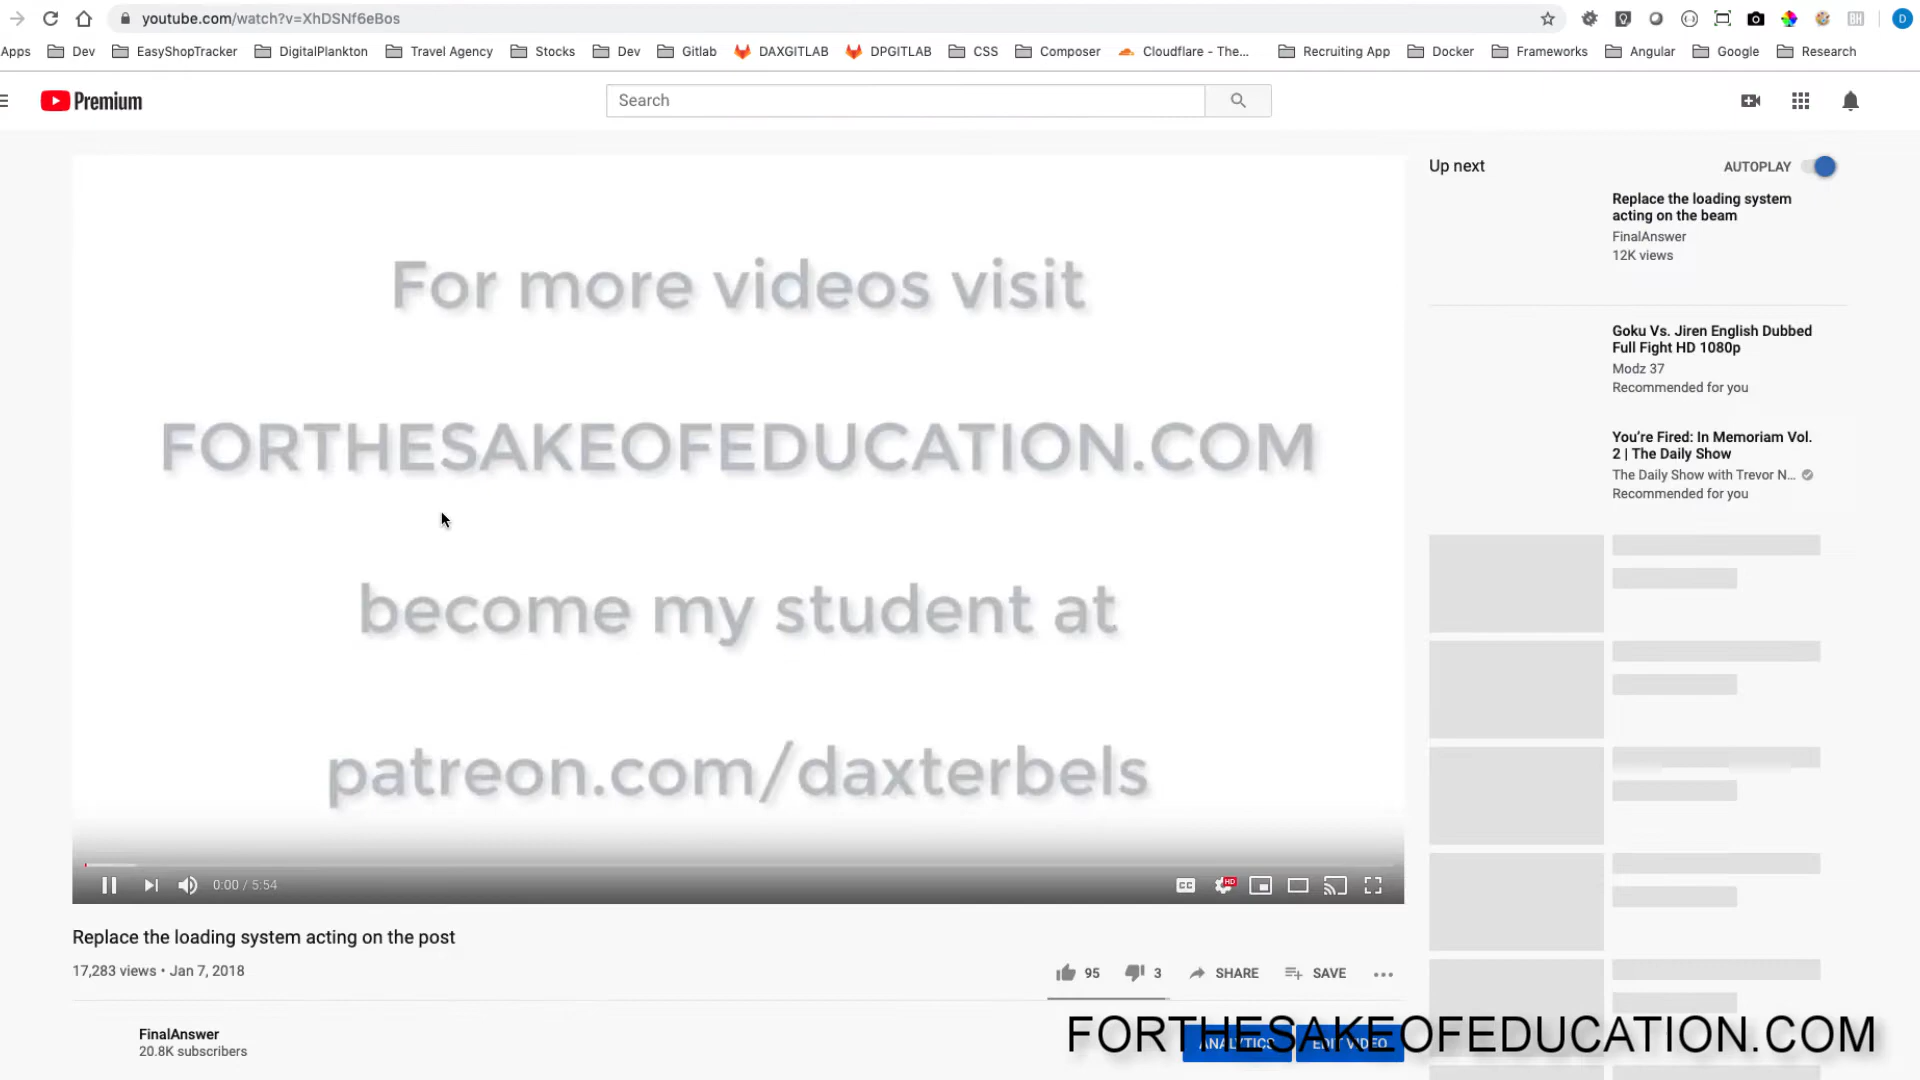 youtube.com/watch?v=XhDSNf6eBos
D
Apps Dev EasyShopTracker DigitalPlankton Travel Agency Stocks Dev Gitlab DAXGITLAB DPGITLAB CSS Composer Cloudflare - The... Recruiting App Docker Frameworks Angular Google Research
Premium
Search
For more videos visit
FORTHESAKEOFEDUCATION.COM
become my student at
patreon.com/daxterbels
0:00 / 5:54
CC
HD
Replace the loading system acting on the post
17,283 views • Jan 7, 2018
95 3 SHARE SAVE
FinalAnswer
20.8K subscribers
ANALYTICS EDIT VIDEO
Up next
AUTOPLAY
Replace the loading system
acting on the beam
FinalAnswer
12K views
Goku Vs. Jiren English Dubbed
Full Fight HD 1080p
Modz 37
Recommended for you
You're Fired: In Memoriam Vol.
2 | The Daily Show
The Daily Show with Trevor N...
Recommended for you
FORTHESAKEOFEDUCATION.COM